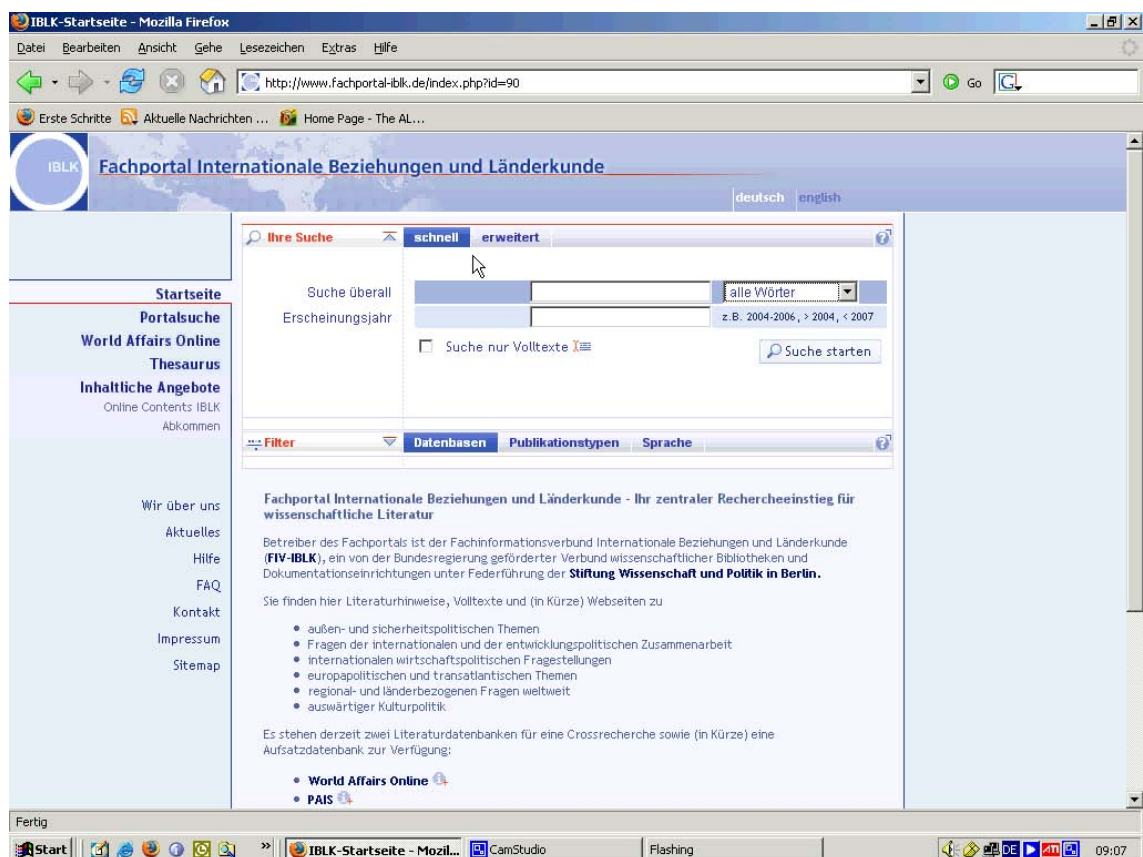 IBLK-Startseite - Mozilla Firefox
Datei Bearbeiten Ansicht Gehe Lesezeichen Extras Hilfe
http://www.fachportal-iblk.de/index.php?id=90
Go
G
Erste Schritte Aktuelle Nachrichten ... Home Page - The AL...
IBLK
Fachportal Internationale Beziehungen und Länderkunde
deutsch english
Ihre Suche schnell erweitert
Startseite
Portalsuche
World Affairs Online
Thesaurus
Inhaltliche Angebote
Online Contents IBLK
Abkommen
Wir über uns
Aktuelles
Hilfe
FAQ
Kontakt
Impressum
Sitemap
Suche überall alle Wörter
Erscheinungsjahr z.B. 2004-2006, > 2004, < 2007
Suche nur Volltexte
Suche starten
Filter Datenbasen Publikationstypen Sprache
Fachportal Internationale Beziehungen und Länderkunde - Ihr zentraler Rechercheeinstieg für
wissenschaftliche Literatur
Betreiber des Fachportals ist der Fachinformationsverbund Internationale Beziehungen und Länderkunde
(FIV-IBLK), ein von der Bundesregierung geförderter Verbund wissenschaftlicher Bibliotheken und
Dokumentationseinrichtungen unter Federführung der Stiftung Wissenschaft und Politik in Berlin.
Sie finden hier Literaturhinweise, Volltexte und (in Kürze) Webseiten zu
• außen- und sicherheitspolitischen Themen
• Fragen der internationalen und der entwicklungspolitischen Zusammenarbeit
• internationalen wirtschaftspolitischen Fragestellungen
• europapolitischen und transatlantischen Themen
• regional- und länderbezogenen Fragen weltweit
• auswärtiger Kulturpolitik
Es stehen derzeit zwei Literaturdatenbanken für eine Crossrecherche sowie (in Kürze) eine
Aufsatzdatenbank zur Verfügung:
• World Affairs Online
• PAIS
Fertig
Start IBLK-Startseite - Mozil... CamStudio Flashing DE ATI 09:07